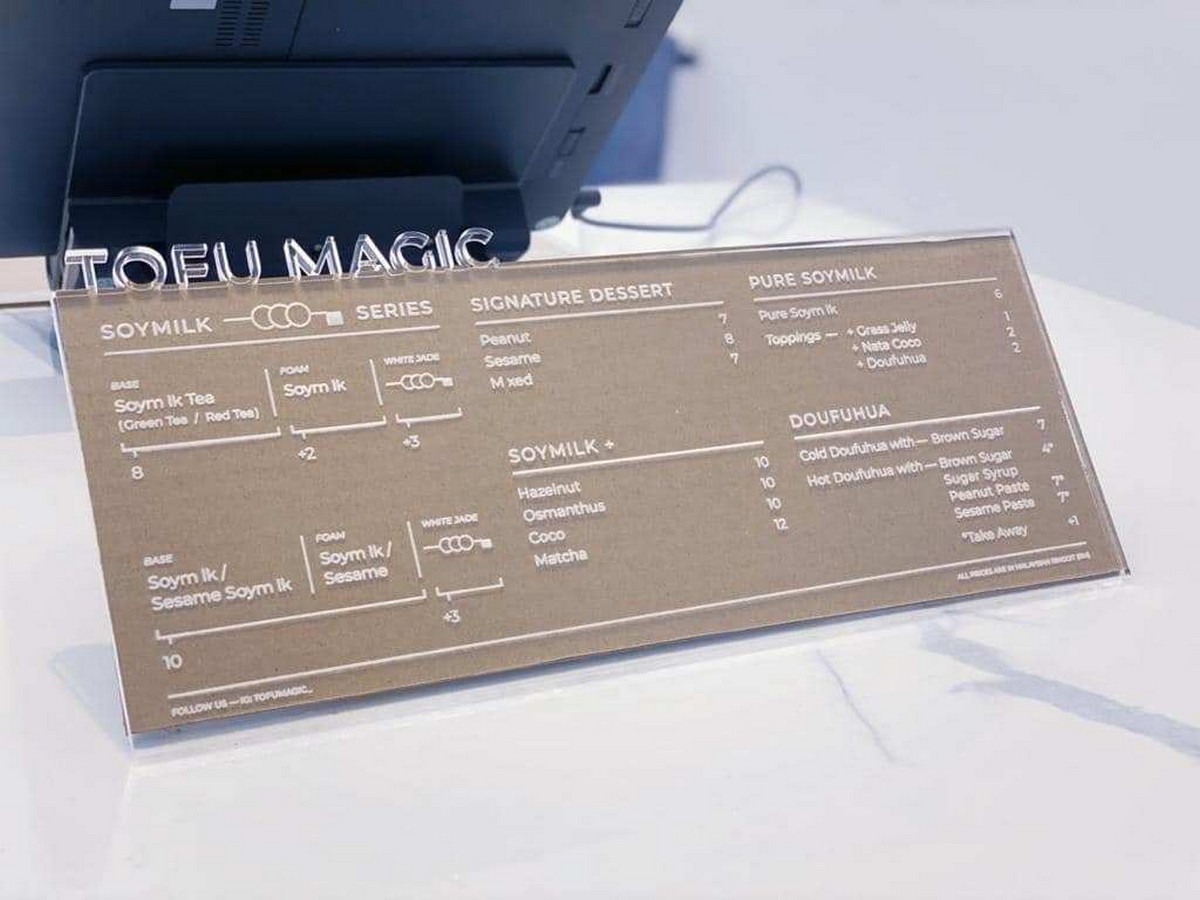 TOFU MAGIC
SOYMILK SERIES
BASE
Soym lk Tea
(Green Tea / Red Tea)
8
FOAM
Soym lk
+2
WHITE JADE
+3
BASE
Soym lk /
Sesame Soym lk
10
FOAM
Soym lk /
Sesame
WHITE JADE
+3
SIGNATURE DESSERT
Peanut 7
Sesame 8
M xed 7
SOYMILK +
Hazelnut 10
Osmanthus 10
Coco 10
Matcha 12
PURE SOYMILK
Pure Soym lk 6
Toppings — + Grass Jelly 1
+ Nata Coco 2
+ Doufuhua 2
DOUFUHUA
Cold Doufuhua with — Brown Sugar 7
Hot Doufuhua with — Brown Sugar 4*
Sugar Syrup
Peanut Paste 7*
Sesame Paste 7*
*Take Away +1
ALL PRICES ARE IN MALAYSIAN RINGGIT (RM)
FOLLOW US — IG: TOFUMAGIC_